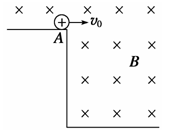 × × × × ×
+ v₀
A
× × ×
× × B ×
× × ×
× × ×